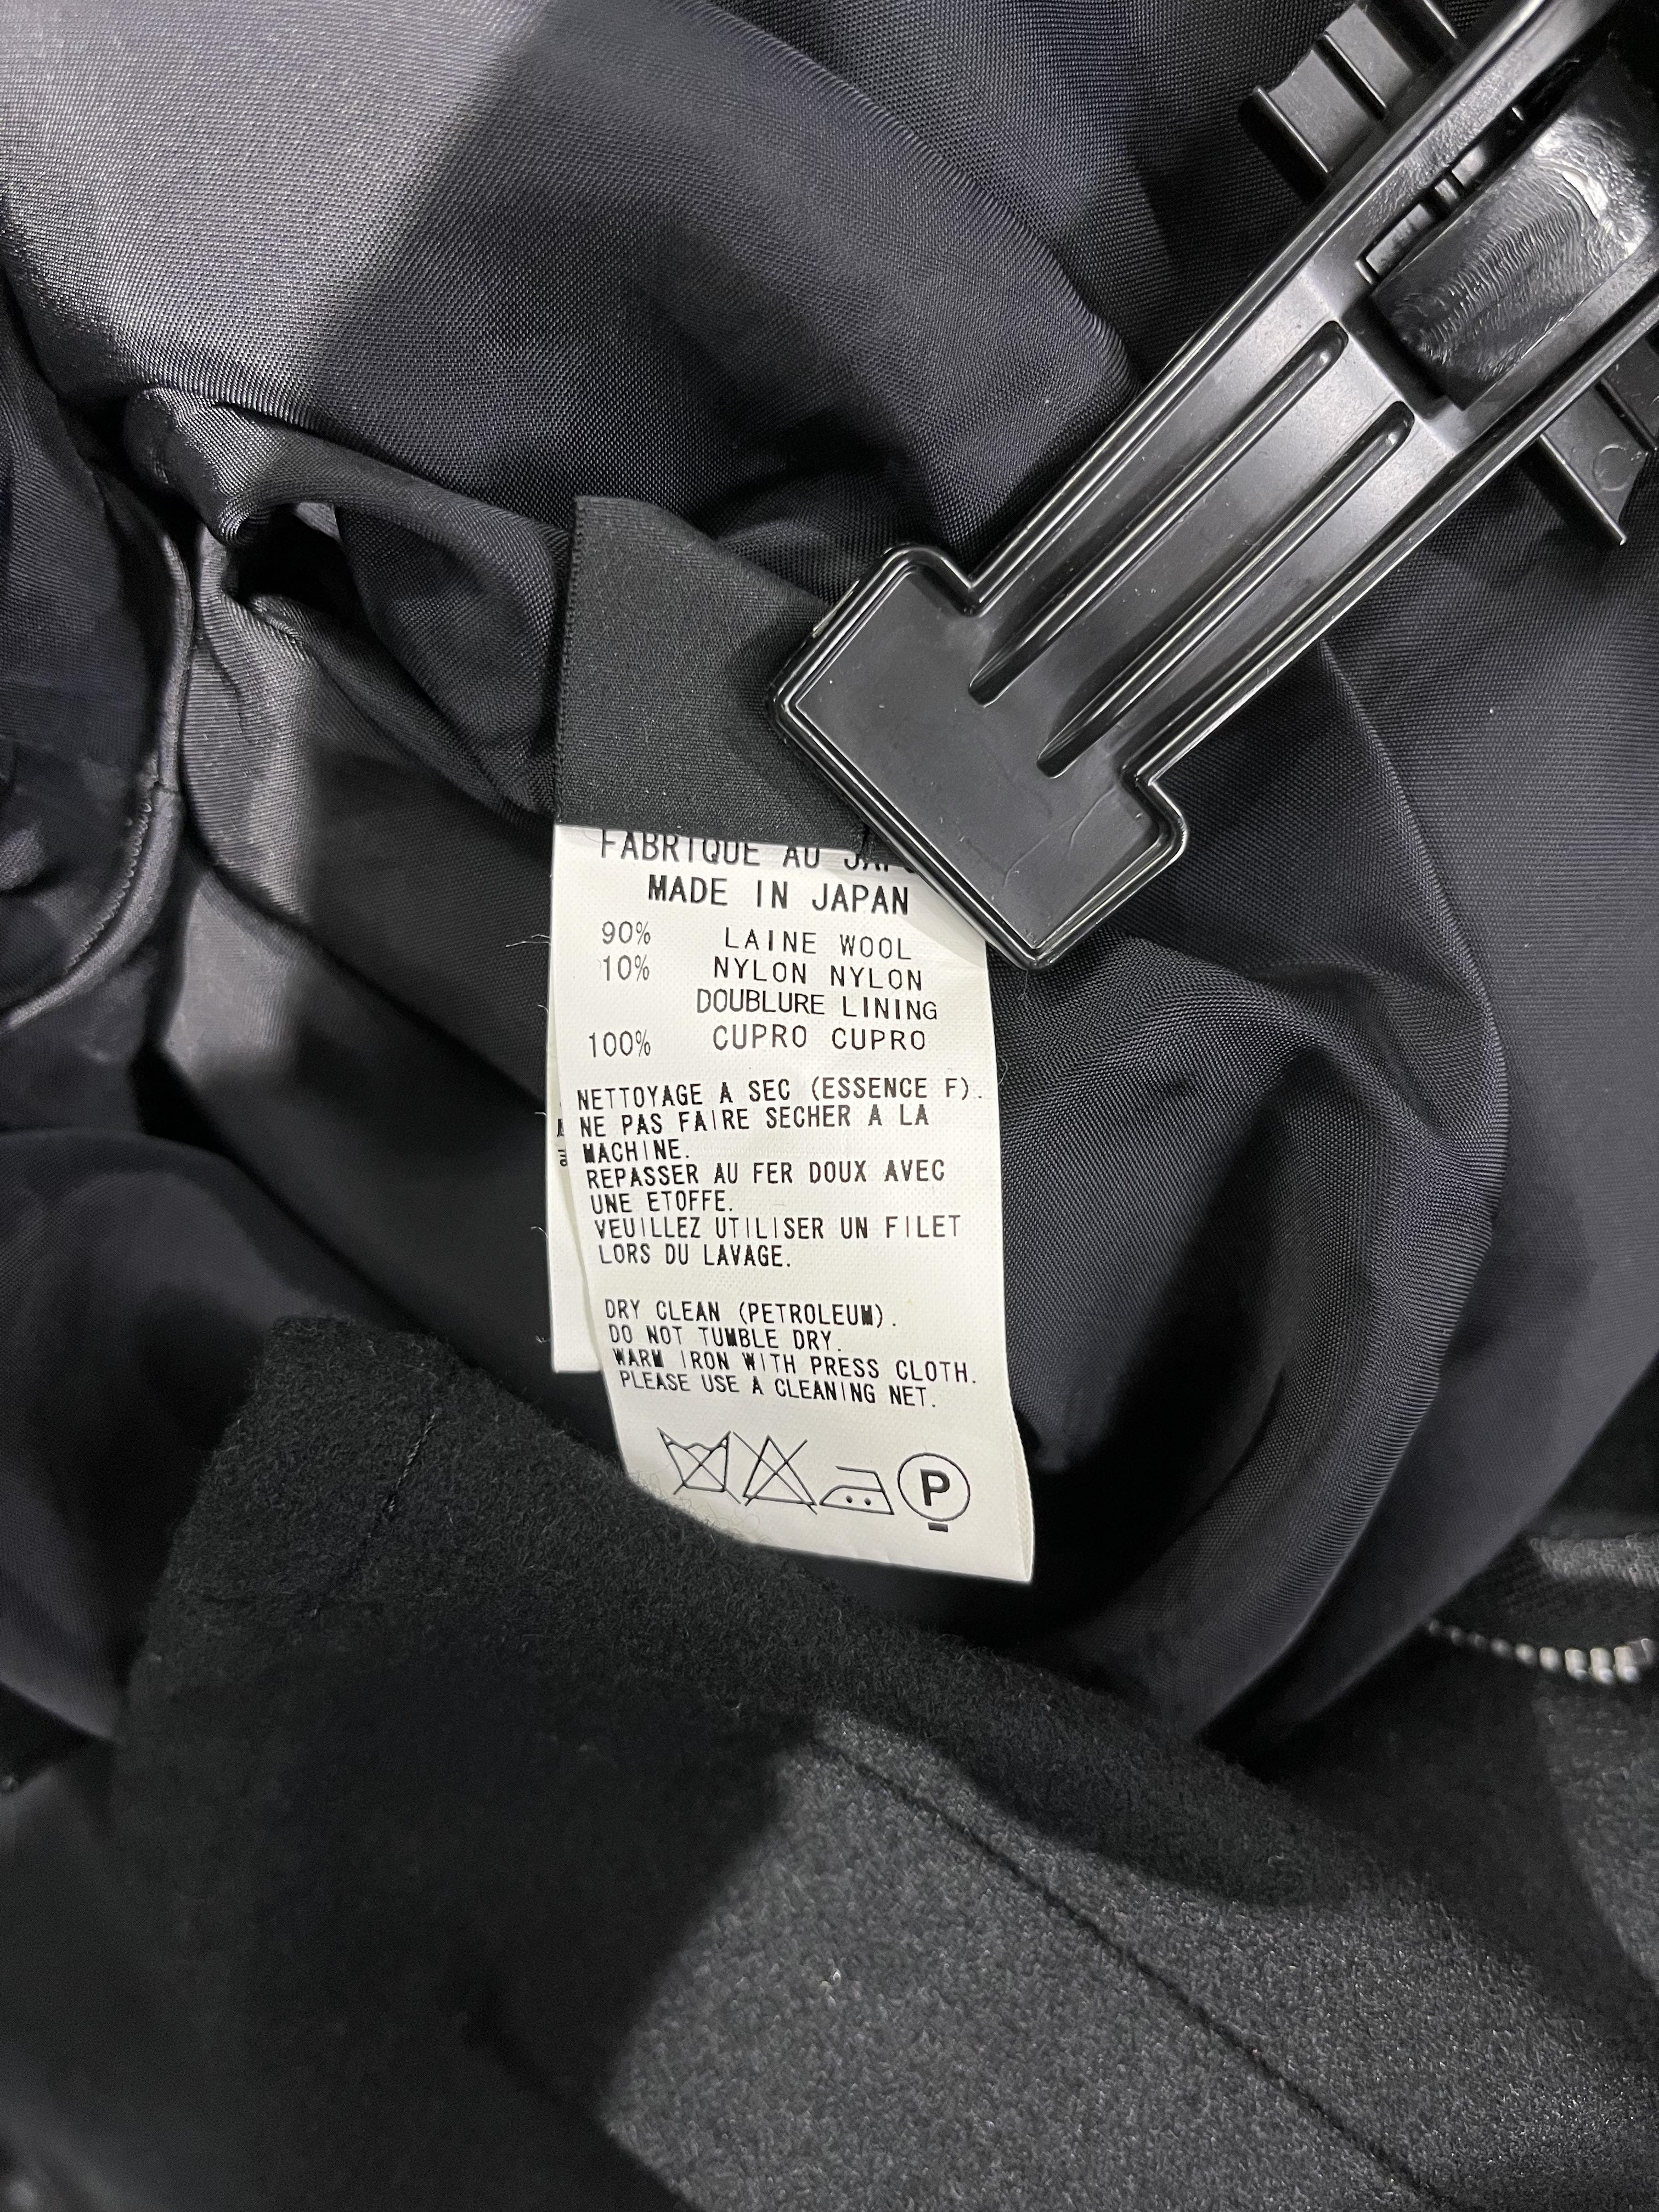 FABRIQUE AU
MADE IN JAPAN
90% LAINE WOOL
10% NYLON NYLON
DOUBLURE LINING
100% CUPRO CUPRO
NETTOYAGE A SEC (ESSENCE F).
NE PAS FAIRE SECHER A LA
MACHINE.
REPASSER AU FER DOUX AVEC
UNE ETOFFE.
VEUILLEZ UTILISER UN FILET
LORS DU LAVAGE.
DRY CLEAN (PETROLEUM).
DO NOT TUMBLE DRY.
WARM IRON WITH PRESS CLOTH.
PLEASE USE A CLEANING NET.
P